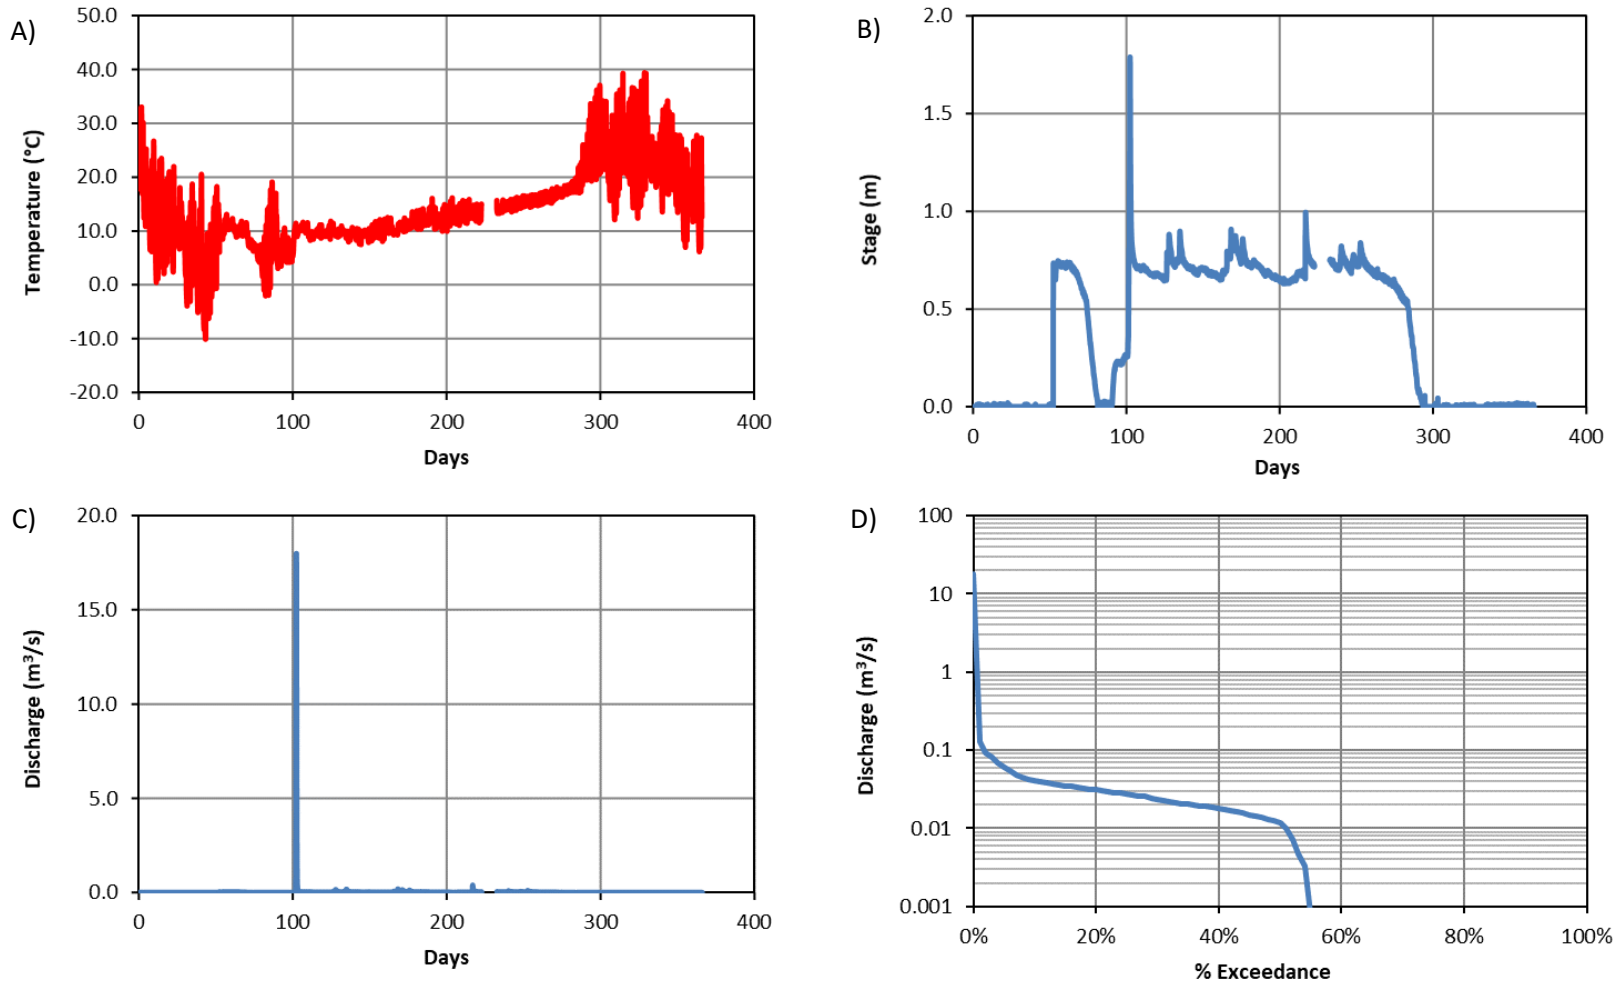 A)
50.0
40.0
30.0
20.0
10.0
0.0
-10.0
-20.0
Temperature (°C)
0 100 200 300 400
Days
B)
2.0
1.5
1.0
0.5
0.0
Stage (m)
0 100 200 300 400
Days
C)
20.0
15.0
10.0
5.0
0.0
Discharge (m³/s)
0 100 200 300 400
Days
D)
100
10
1
0.1
0.01
0.001
Discharge (m³/s)
0% 20% 40% 60% 80% 100%
% Exceedance